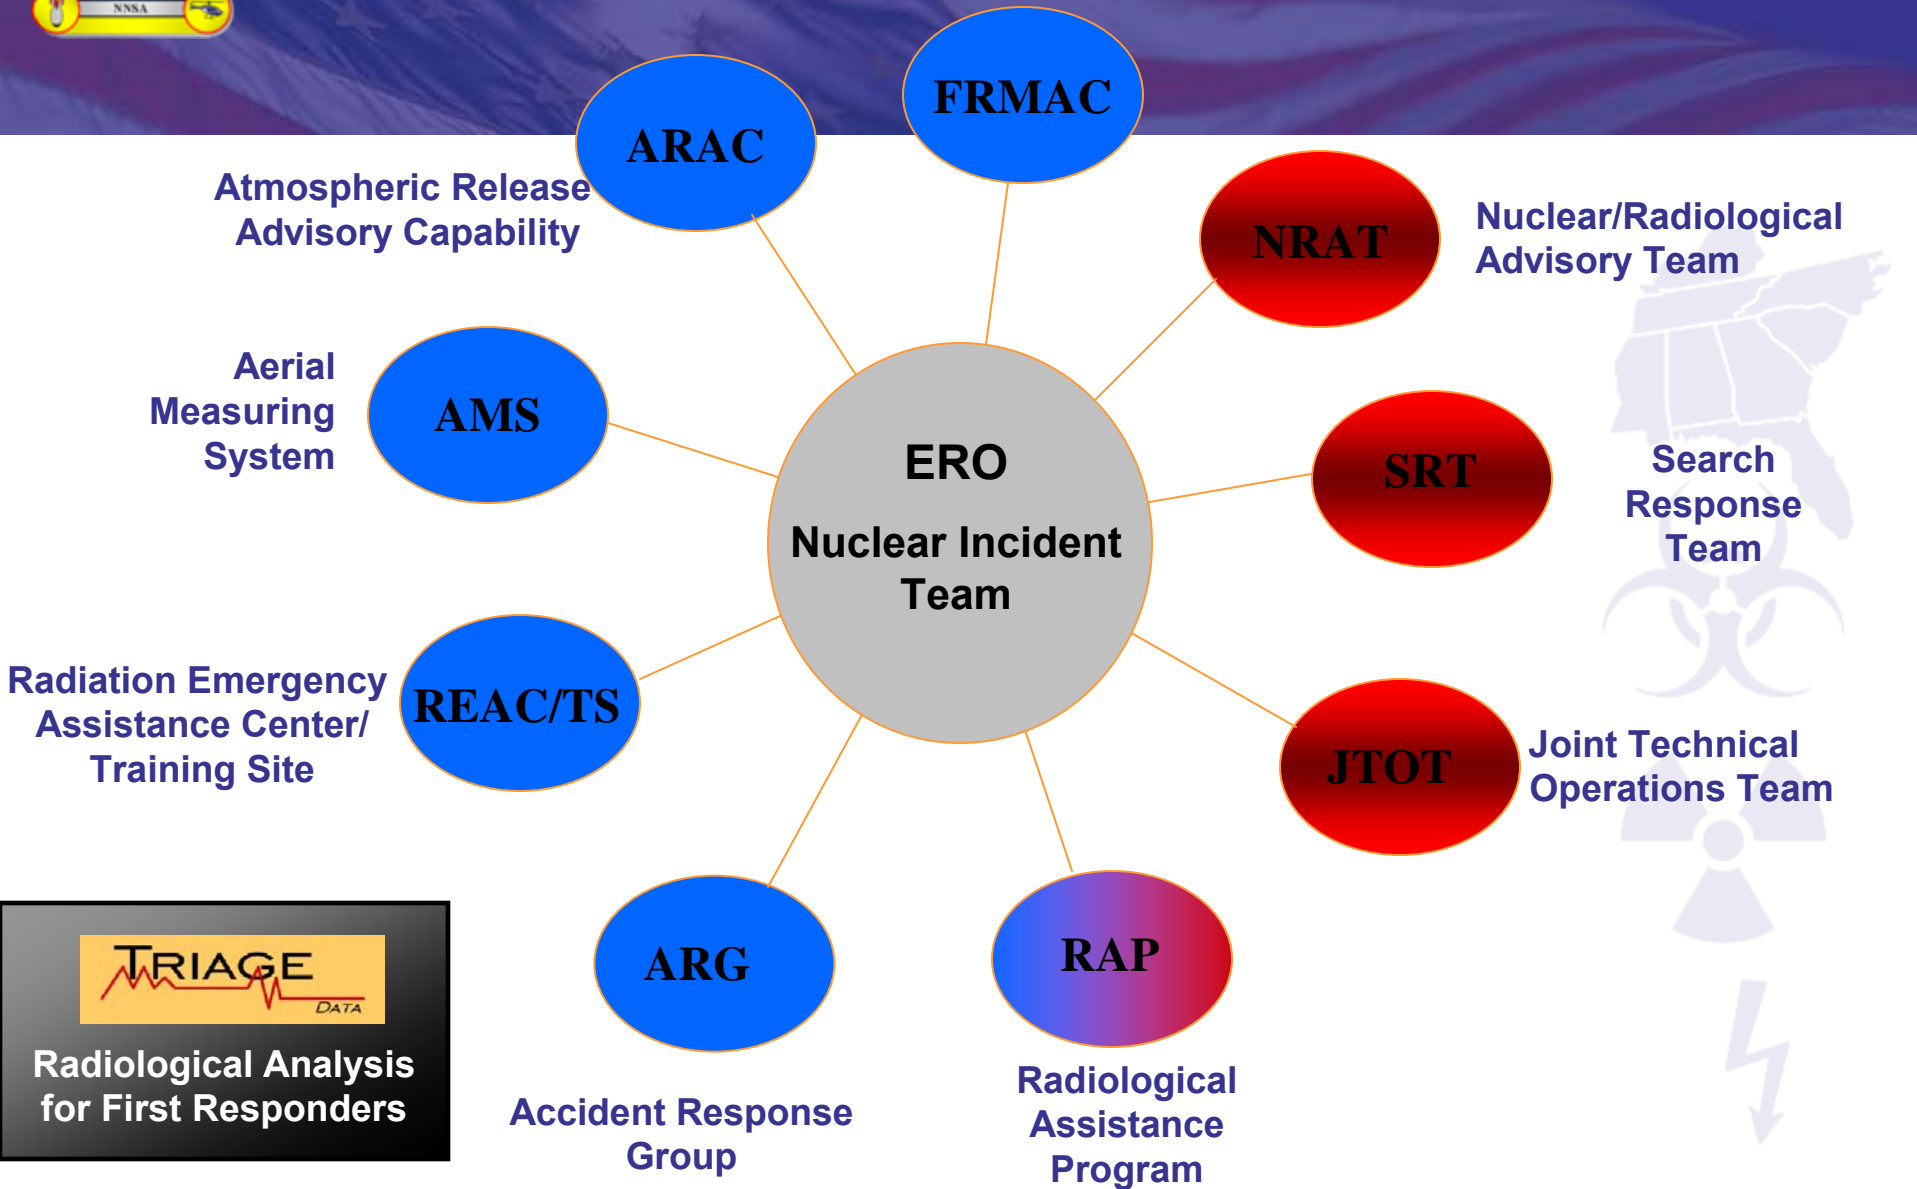 NNSA
FRMAC
ARAC
Atmospheric Release
Advisory Capability
NRAT
Nuclear/Radiological
Advisory Team
Aerial
Measuring
System
AMS
ERO
Nuclear Incident
Team
SRT
Search
Response
Team
Radiation Emergency
Assistance Center/
Training Site
REAC/TS
JTOT
Joint Technical
Operations Team
TRIAGE
DATA
Radiological Analysis
for First Responders
ARG
Accident Response
Group
RAP
Radiological
Assistance
Program